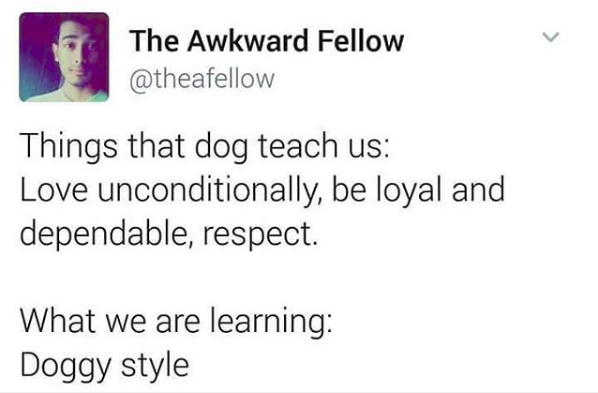 The Awkward Fellow
@theafellow
Things that dog teach us:
Love unconditionally, be loyal and
dependable, respect.
What we are learning:
Doggy style